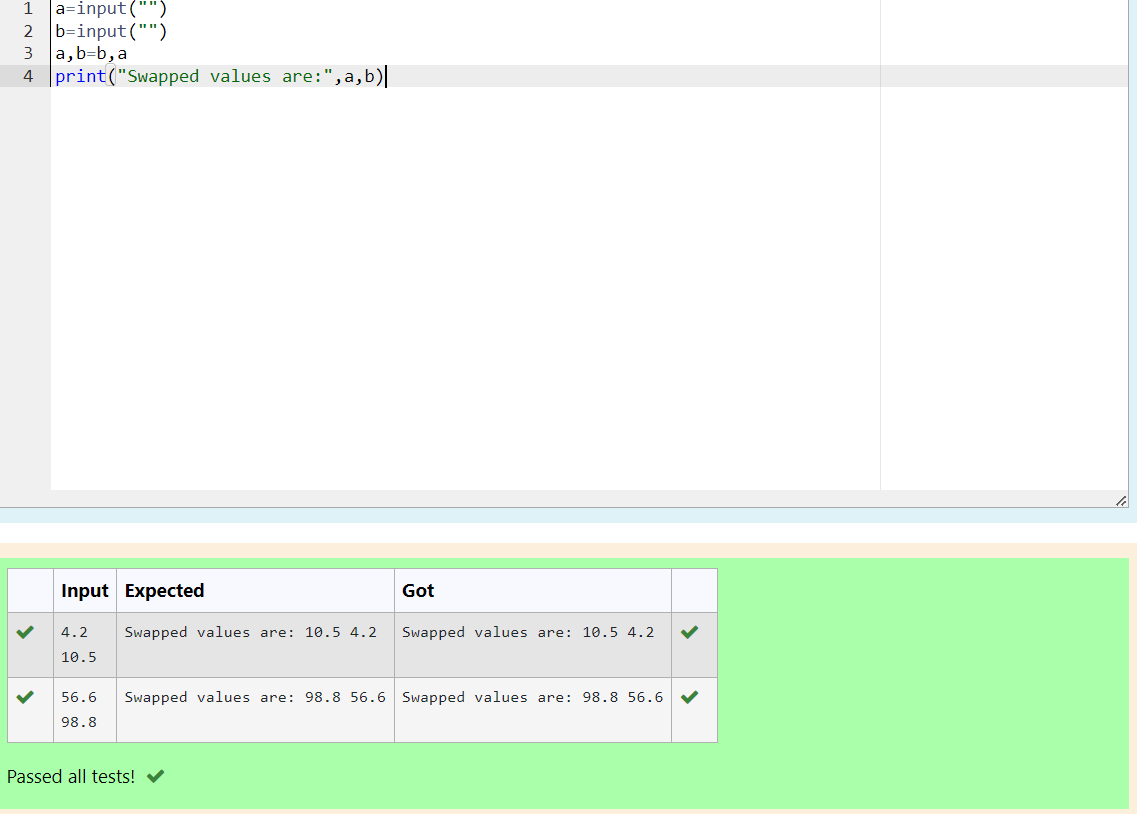 1 a=input("")
2 b=input("")
3 a,b=b,a
4 print("Swapped values are:",a,b)
Input Expected Got
4.2 Swapped values are: 10.5 4.2 Swapped values are: 10.5 4.2
10.5
56.6 Swapped values are: 98.8 56.6 Swapped values are: 98.8 56.6
98.8
Passed all tests!